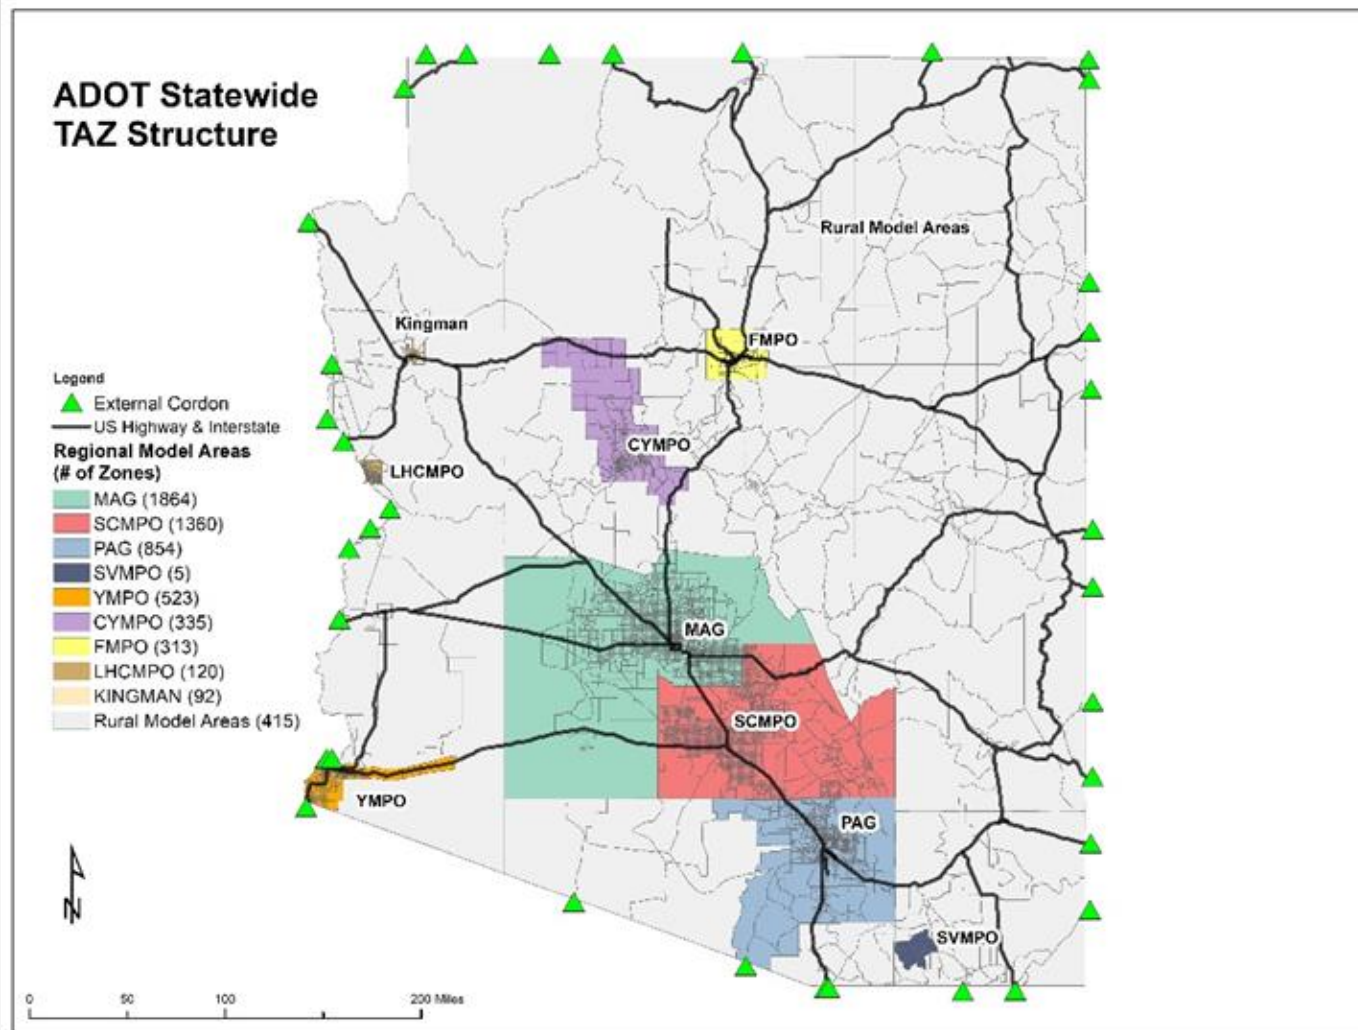 ADOT Statewide
TAZ Structure
Rural Model Areas
Kingman
FMPO
Legend
External Cordon
US Highway & Interstate
Regional Model Areas
(# of Zones)
MAG (1864)
SCMPO (1360)
PAG (854)
SVMPO (5)
YMPO (523)
CYMPO (335)
FMPO (313)
LHCMPO (120)
KINGMAN (92)
Rural Model Areas (415)
CYMPO
LHCMPO
MAG
SCMPO
YMPO
PAG
SVMPO
N
0 50 100 200 Miles